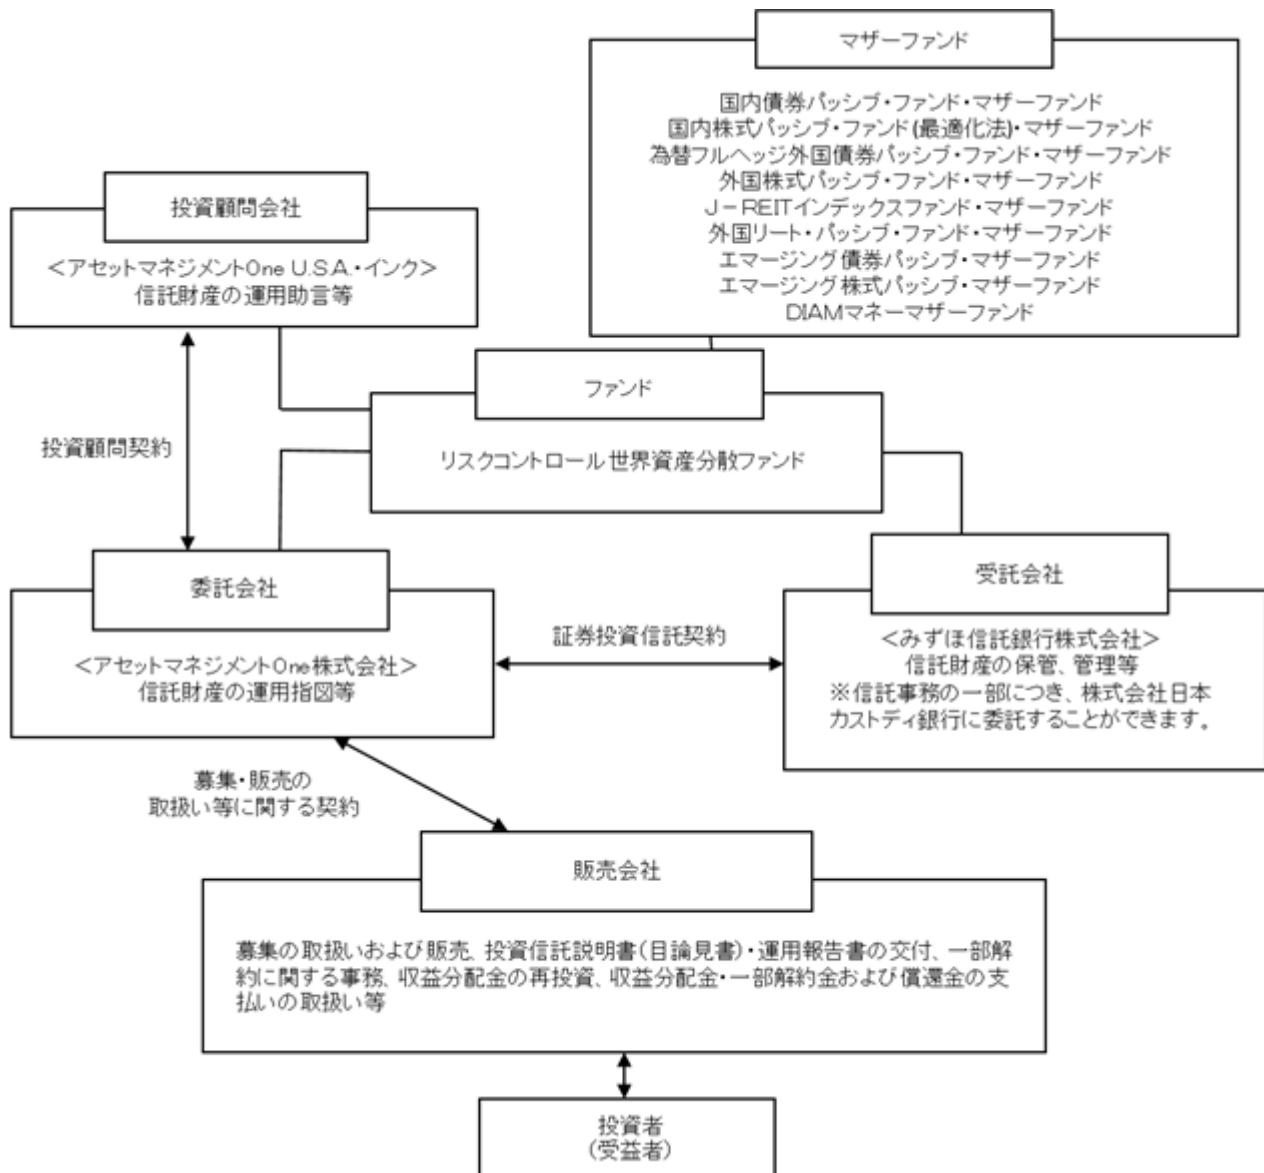 マザーファンド
国内債券パッシブ・ファンド・マザーファンド
国内株式パッシブ・ファンド(最適化法)・マザーファンド
為替フルヘッジ外国債券パッシブ・ファンド・マザーファンド
外国株式パッシブ・ファンド・マザーファンド
J－REITインデックスファンド・マザーファンド
外国リート・パッシブ・ファンド・マザーファンド
エマージング債券パッシブ・マザーファンド
エマージング株式パッシブ・マザーファンド
DIAMマネーマザーファンド
投資顧問会社
＜アセットマネジメントOne U.S.A.・インク＞
信託財産の運用助言等
ファンド
リスクコントロール世界資産分散ファンド
投資顧問契約
委託会社
＜アセットマネジメントOne株式会社＞
信託財産の運用指図等
証券投資信託契約
受託会社
＜みずほ信託銀行株式会社＞
信託財産の保管、管理等
※信託事務の一部につき、株式会社日本
カストディ銀行に委託することができます。
募集・販売の
取扱い等に関する契約
販売会社
募集の取扱いおよび販売、投資信託説明書(目論見書)・運用報告書の交付、一部解
約に関する事務、収益分配金の再投資、収益分配金・一部解約金および償還金の支
払いの取扱い等
投資者
(受益者)